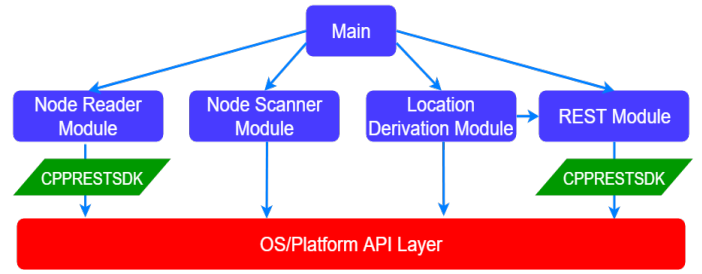 Main
Node Reader
Module
Node Scanner
Module
Location
Derivation Module
REST Module
CPPRESTSDK
CPPRESTSDK
OS/Platform API Layer